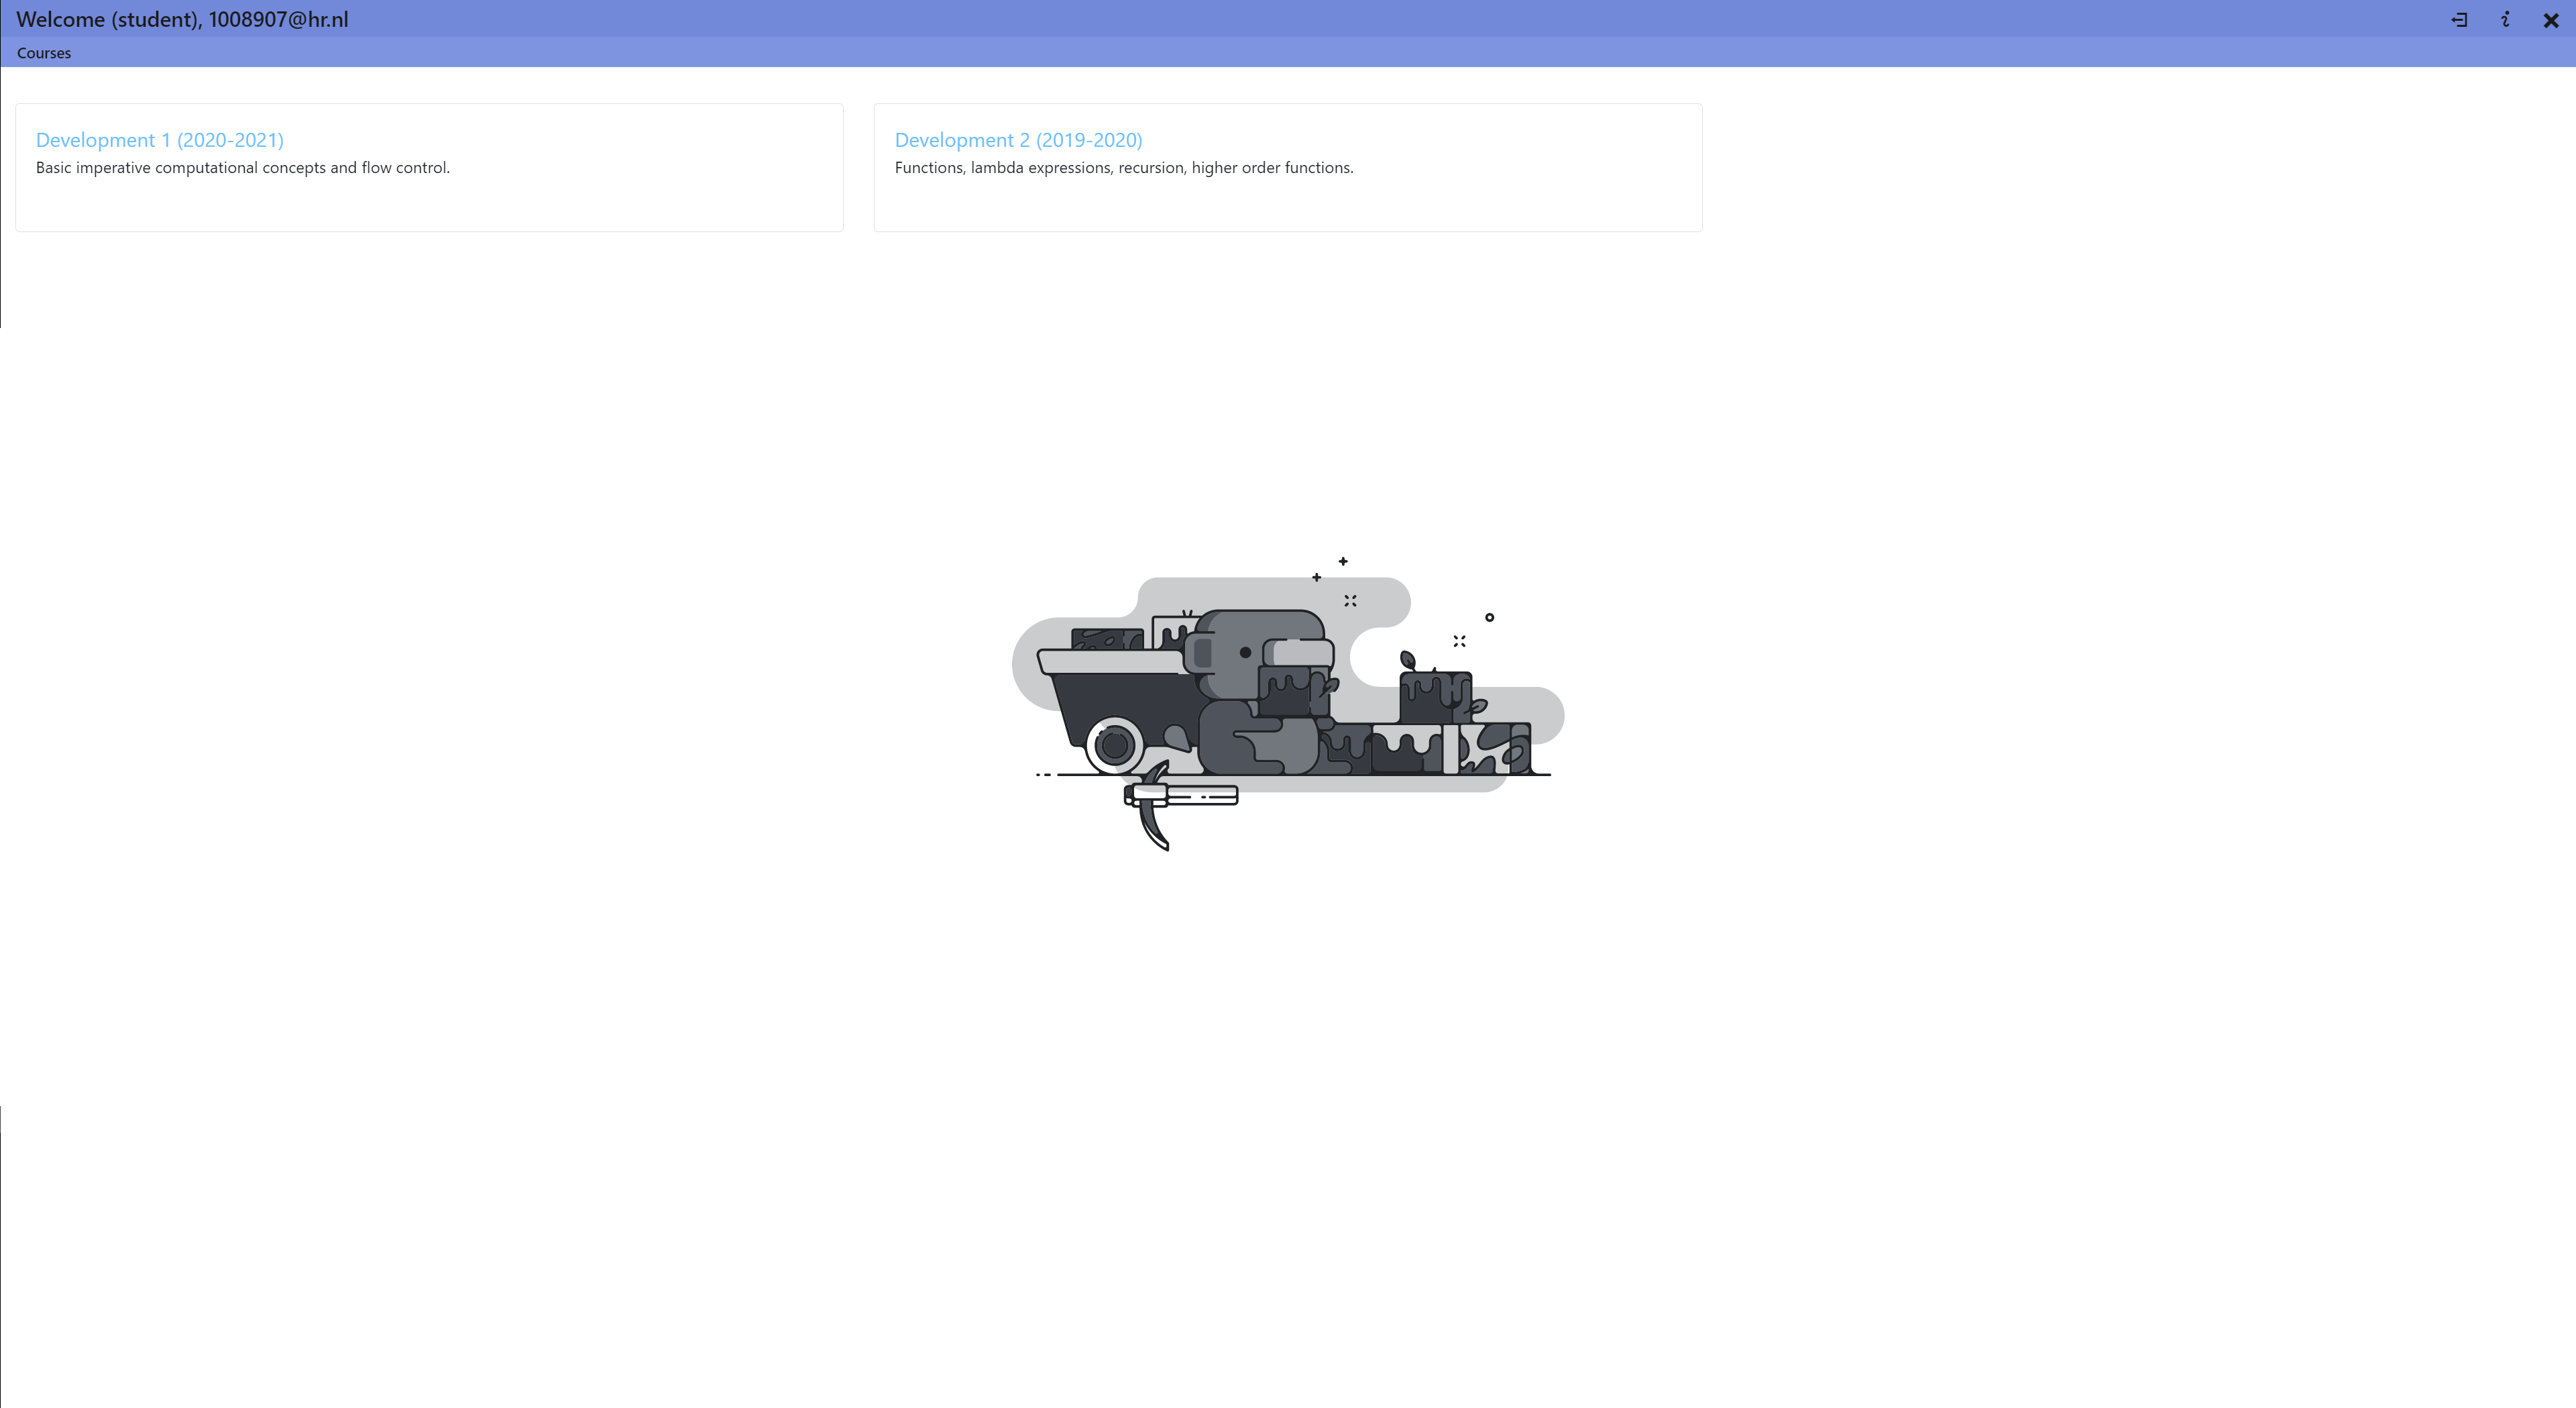 Welcome (student), 1008907@hr.nl
Courses
Development 1 (2020-2021)
Basic imperative computational concepts and flow control.
Development 2 (2019-2020)
Functions, lambda expressions, recursion, higher order functions.